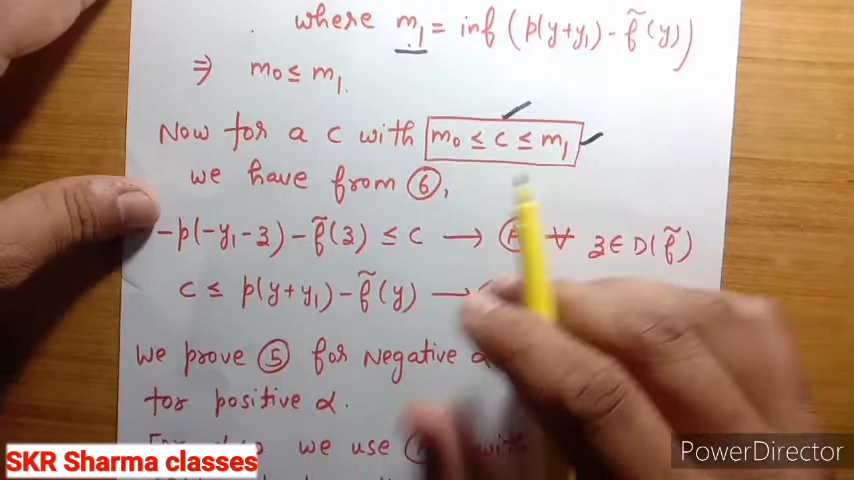 where m₁ = inf (p(y+y₁) - f̃(y))
⇒ m₀ ≤ m₁.
Now for a c with m₀ ≤ c ≤ m₁
we have from ⑥,
-p(-y₁-z) - f̃(z) ≤ c → ∀ z ∈ D(f̃)
c ≤ p(y+y₁) - f̃(y) →
We prove ⑤ for Negative α
for positive α.
we use with
SKR Sharma classes
PowerDirector